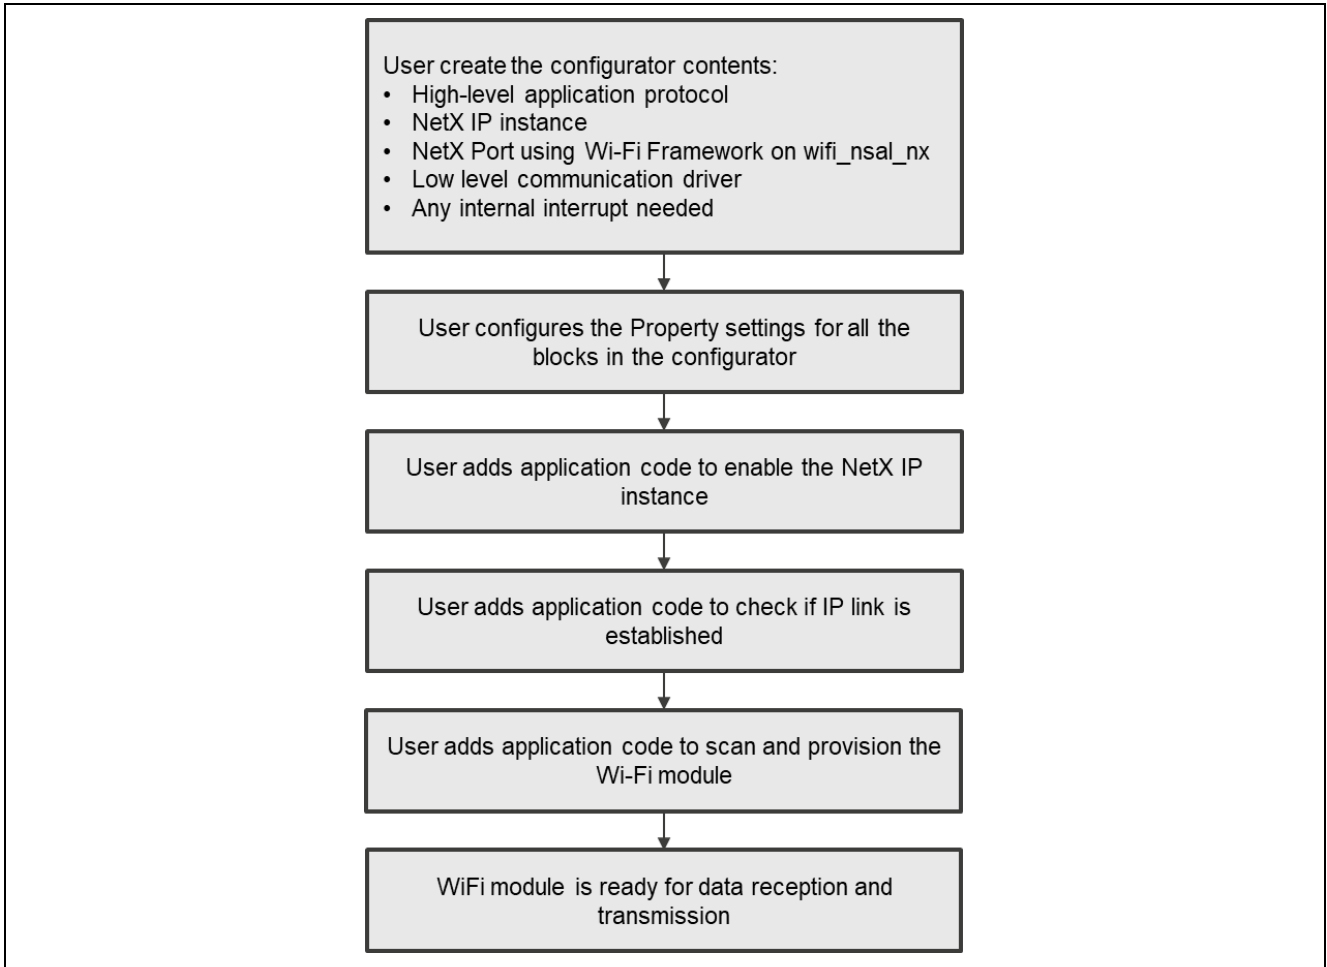 User create the configurator contents:
• High-level application protocol
• NetX IP instance
• NetX Port using Wi-Fi Framework on wifi_nsal_nx
• Low level communication driver
• Any internal interrupt needed
User configures the Property settings for all the
blocks in the configurator
User adds application code to enable the NetX IP
instance
User adds application code to check if IP link is
established
User adds application code to scan and provision the
Wi-Fi module
WiFi module is ready for data reception and
transmission